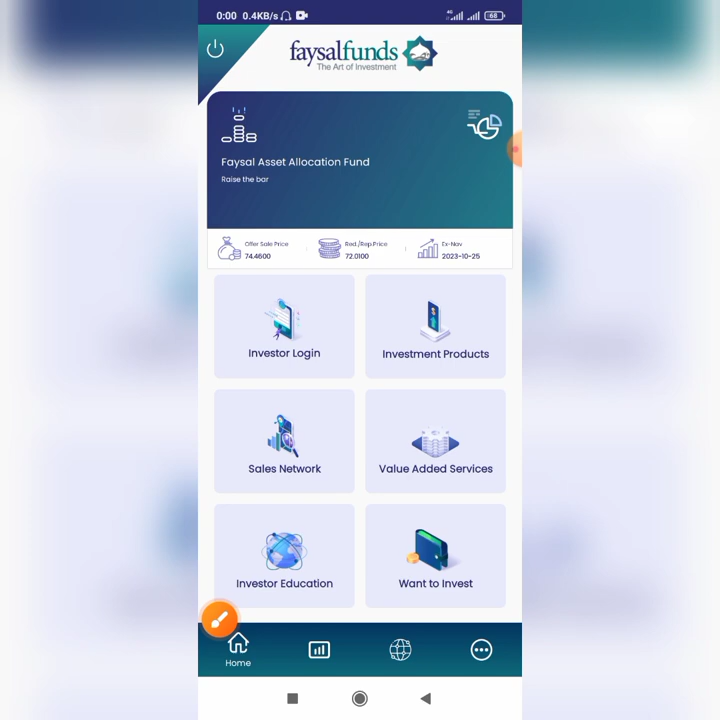 0:00 0.4KB/s 4G 68
faysalfunds
The Art of Investment
Faysal Asset Allocation Fund
Raise the bar
Offer Sale Price
74.4600
Red./Rep Price
72.0100
Ex-Nav
2023-10-25
Investor Login
Investment Products
Sales Network
Value Added Services
Investor Education
Want to Invest
Home